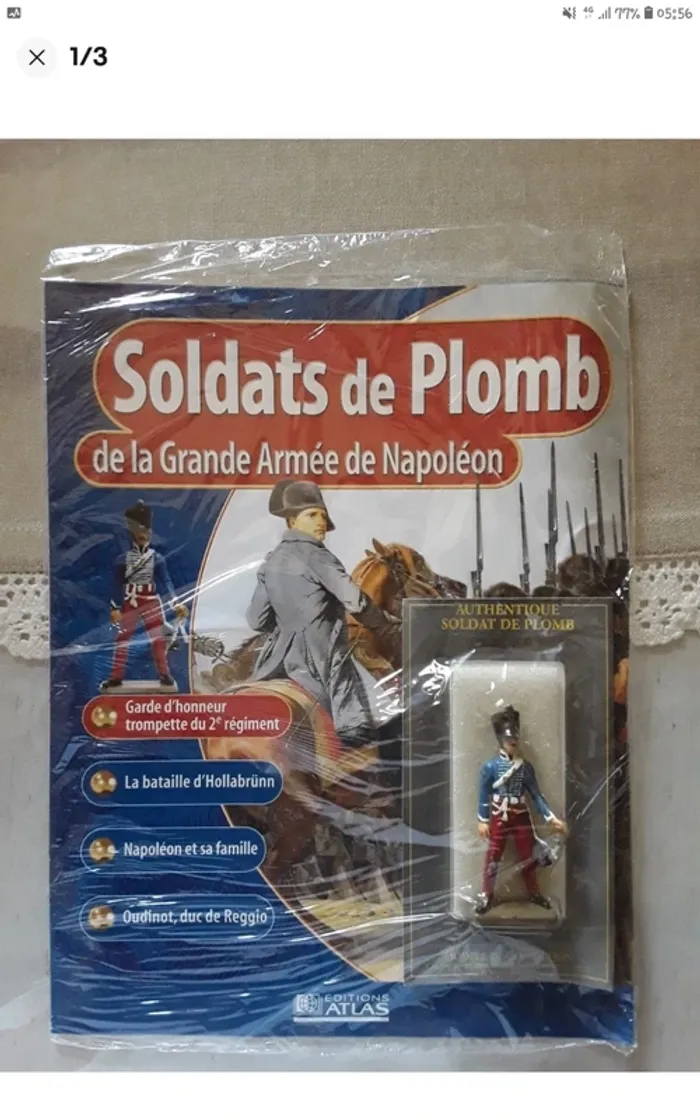 4G 77% 05:56
1/3
Soldats de Plomb
de la Grande Armée de Napoléon
AUTHENTIQUE
SOLDAT DE PLOMB
Garde d'honneur
trompette du 2e régiment
La bataille d'Hollabrünn
Napoléon et sa famille
Oudinot, duc de Reggio
EDITIONS
ATLAS